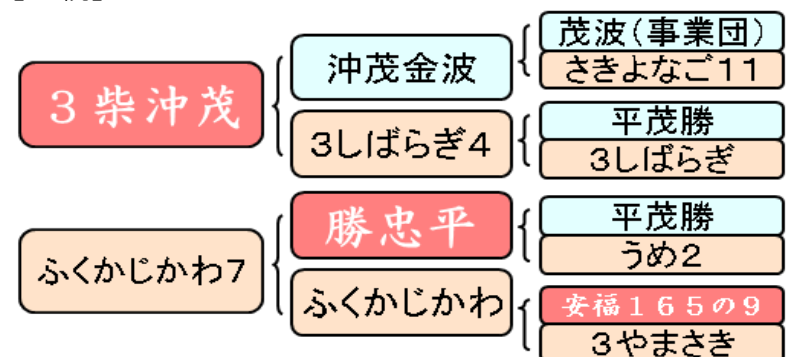 茂波(事業団)
沖茂金波
さきよなご11
3柴沖茂
平茂勝
3しばらぎ4
3しばらぎ
平茂勝
勝忠平
うめ2
ふくかじかわ7
安福165の9
ふくかじかわ
3やまさき